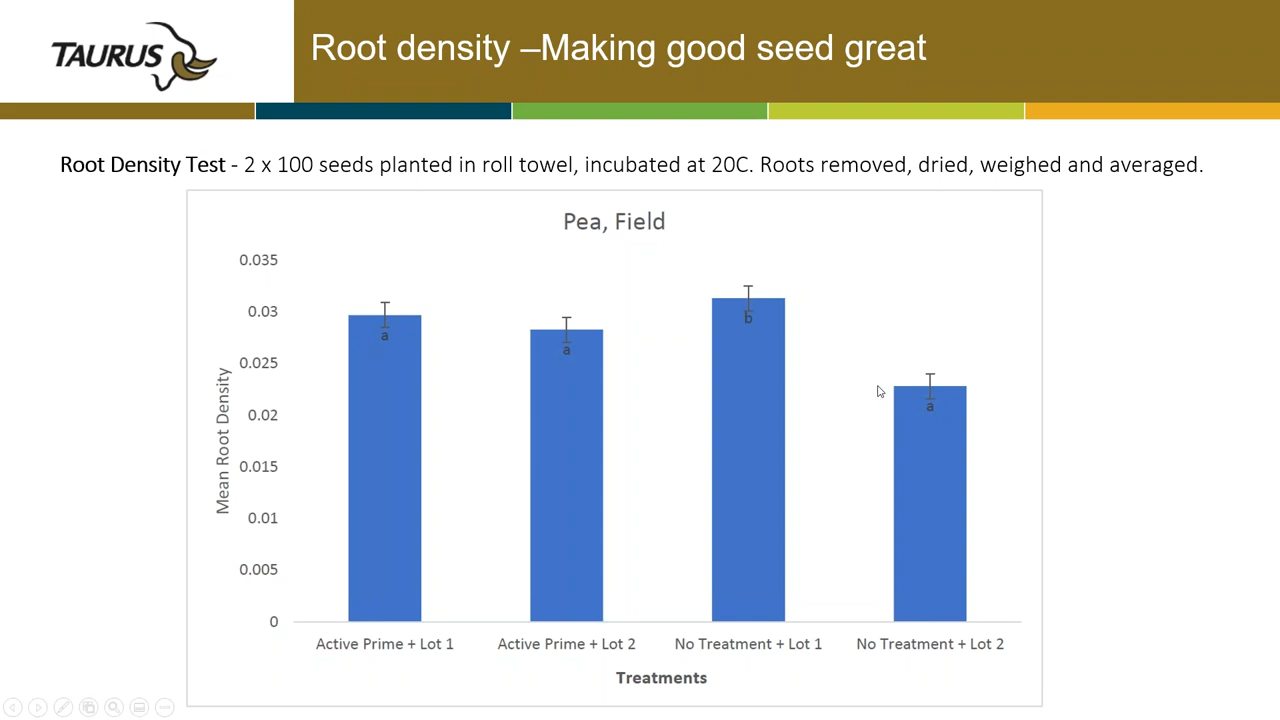 TAURUS
Root density –Making good seed great
Root Density Test - 2 x 100 seeds planted in roll towel, incubated at 20C. Roots removed, dried, weighed and averaged.
Pea, Field
Mean Root Density
0.035
0.03
0.025
0.02
0.015
0.01
0.005
0
a
a
b
a
Active Prime + Lot 1
Active Prime + Lot 2
No Treatment + Lot 1
No Treatment + Lot 2
Treatments